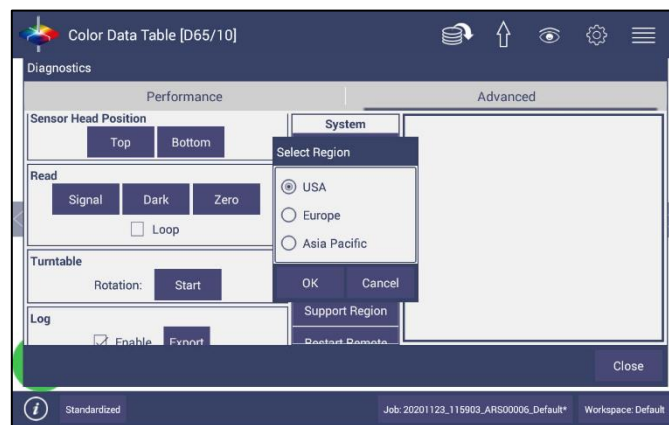 Color Data Table [D65/10]
Diagnostics
Performance
Advanced
Sensor Head Position
Top Bottom
Read
Signal Dark Zero
Loop
Turntable
Rotation: Start
Log
Enable Export
System
Select Region
USA
Europe
Asia Pacific
OK Cancel
Support Region
Restart Remote
Close
i Standardized
Job: 20201123_115903_ARS00006_Default*
Workspace: Default